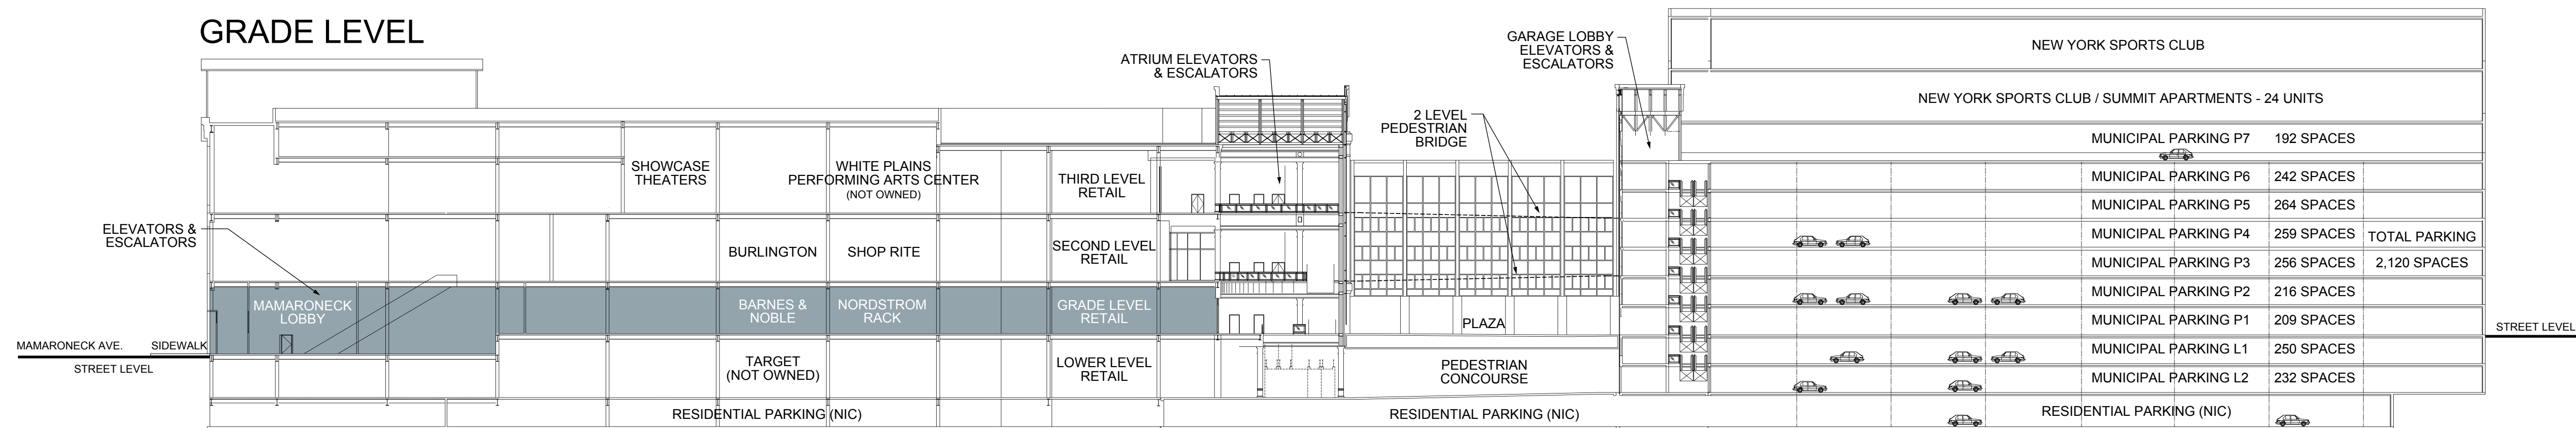 GRADE LEVEL
MAMARONECK AVE.
SIDEWALK
STREET LEVEL
ELEVATORS &
ESCALATORS
MAMARONECK
LOBBY
SHOWCASE
THEATERS
WHITE PLAINS
PERFORMING ARTS CENTER
(NOT OWNED)
THIRD LEVEL
RETAIL
BURLINGTON
SHOP RITE
SECOND LEVEL
RETAIL
BARNES &
NOBLE
NORDSTROM
RACK
GRADE LEVEL
RETAIL
TARGET
(NOT OWNED)
LOWER LEVEL
RETAIL
RESIDENTIAL PARKING (NIC)
ATRIUM ELEVATORS
& ESCALATORS
2 LEVEL
PEDESTRIAN
BRIDGE
PLAZA
PEDESTRIAN
CONCOURSE
RESIDENTIAL PARKING (NIC)
GARAGE LOBBY
ELEVATORS &
ESCALATORS
NEW YORK SPORTS CLUB
NEW YORK SPORTS CLUB / SUMMIT APARTMENTS - 24 UNITS
MUNICIPAL PARKING P7 192 SPACES
MUNICIPAL PARKING P6 242 SPACES
MUNICIPAL PARKING P5 264 SPACES
MUNICIPAL PARKING P4 259 SPACES
TOTAL PARKING
MUNICIPAL PARKING P3 256 SPACES
2,120 SPACES
MUNICIPAL PARKING P2 216 SPACES
MUNICIPAL PARKING P1 209 SPACES
MUNICIPAL PARKING L1 250 SPACES
MUNICIPAL PARKING L2 232 SPACES
RESIDENTIAL PARKING (NIC)
STREET LEVEL